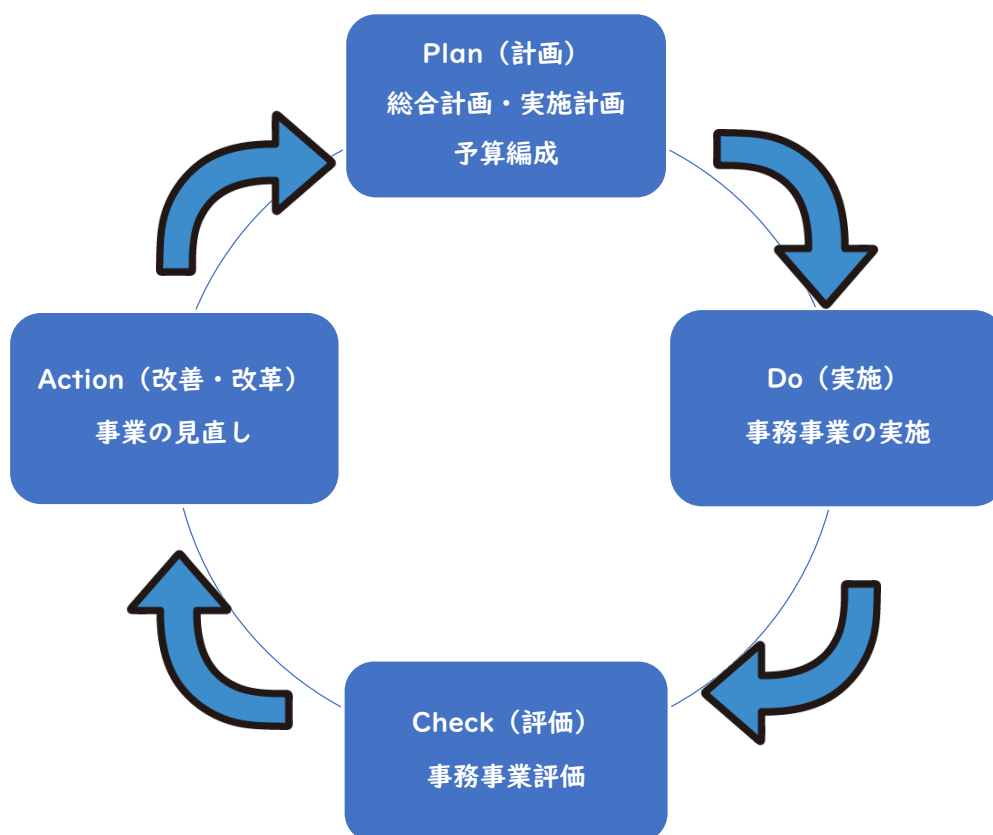 Plan（計画）
総合計画・実施計画
予算編成
Do（実施）
事務事業の実施
Check（評価）
事務事業評価
Action（改善・改革）
事業の見直し